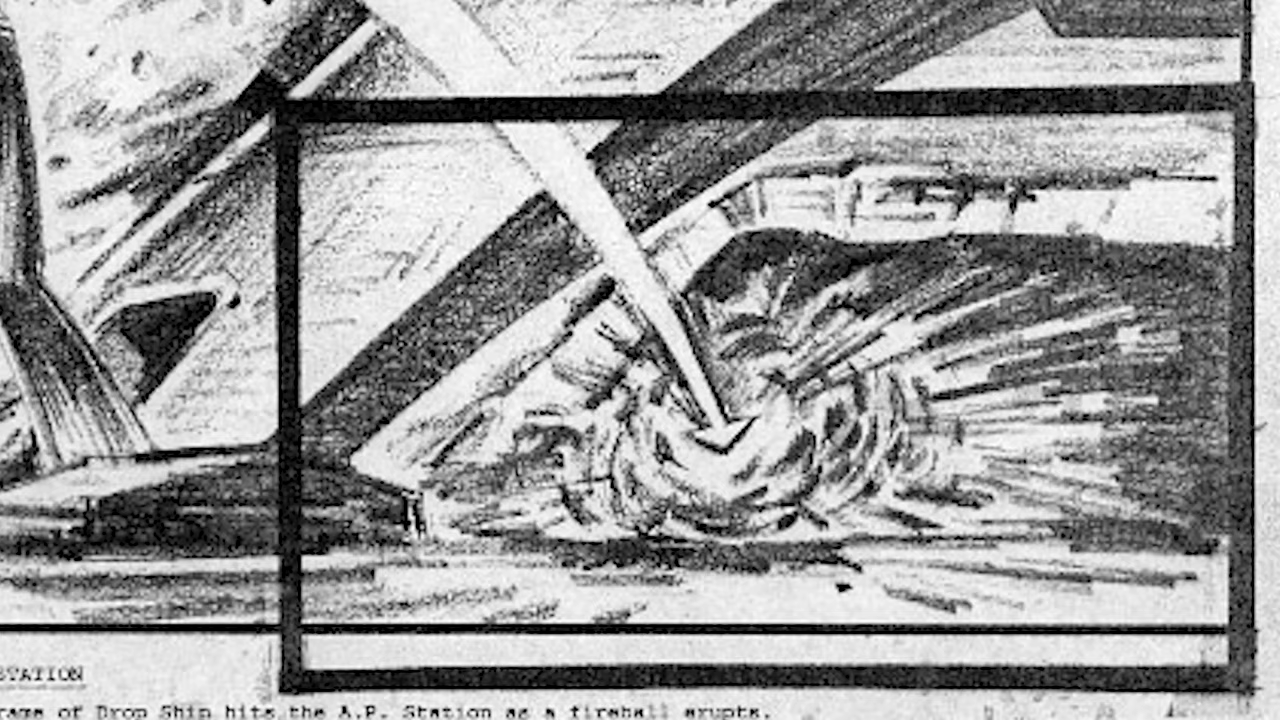 STATION
rame of Drop Ship hits the A.P. Station as a fireball erupts.